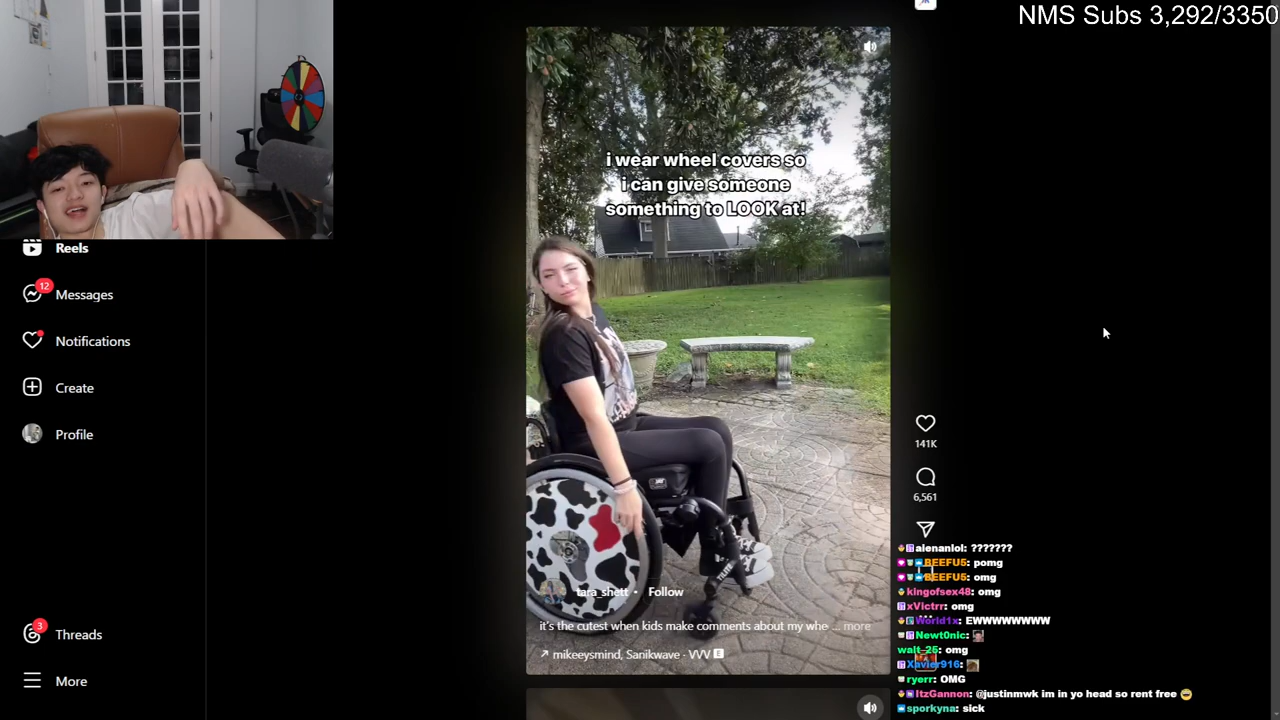 NMS Subs 3,292/3350
i wear wheel covers so
i can give someone
something to LOOK at!
Reels
12
Messages
Notifications
Create
Profile
3
Threads
More
141K
6,561
TiLITE
tara_shett • Follow
it's the cutest when kids make comments about my whe ... more
mikeeysmind, Sanikwave · VVV E
aienaniol: ???????
BEEFU5: pomg
BEEFU5: omg
kingofsex48: omg
xVictrr: omg
World1x: EWWWWWWWW
Newt0nic:
walt_25: omg
Xavier916:
ryerr: OMG
ItzGannon: @justinmwk im in yo head so rent free
sporkyna: sick